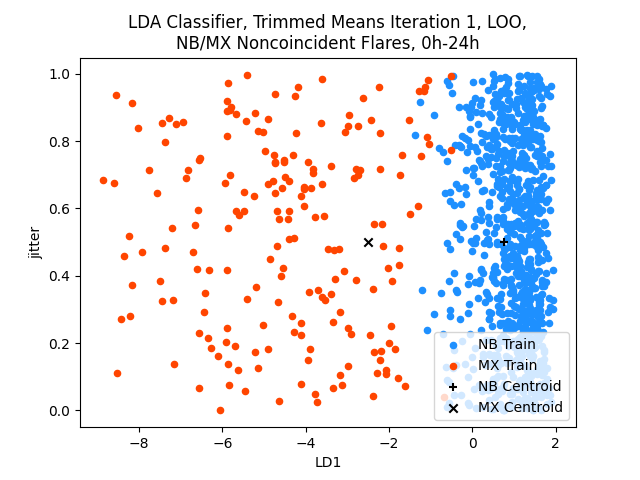 LDA Classifier, Trimmed Means Iteration 1, LOO,
NB/MX Noncoincident Flares, 0h-24h
1.0
0.8
0.6
0.4
0.2
0.0
jitter
−8
−6
−4
−2
0
2
LD1
NB Train
MX Train
NB Centroid
MX Centroid